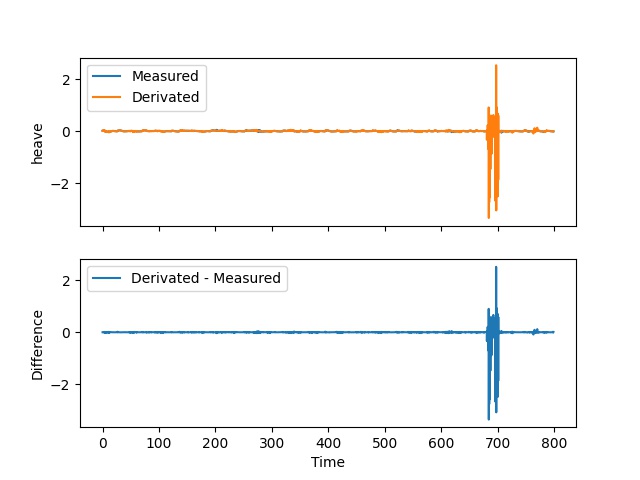 2
0
−2
heave
Measured
Derivated
2
0
−2
Difference
Derivated - Measured
0 100 200 300 400 500 600 700 800
Time